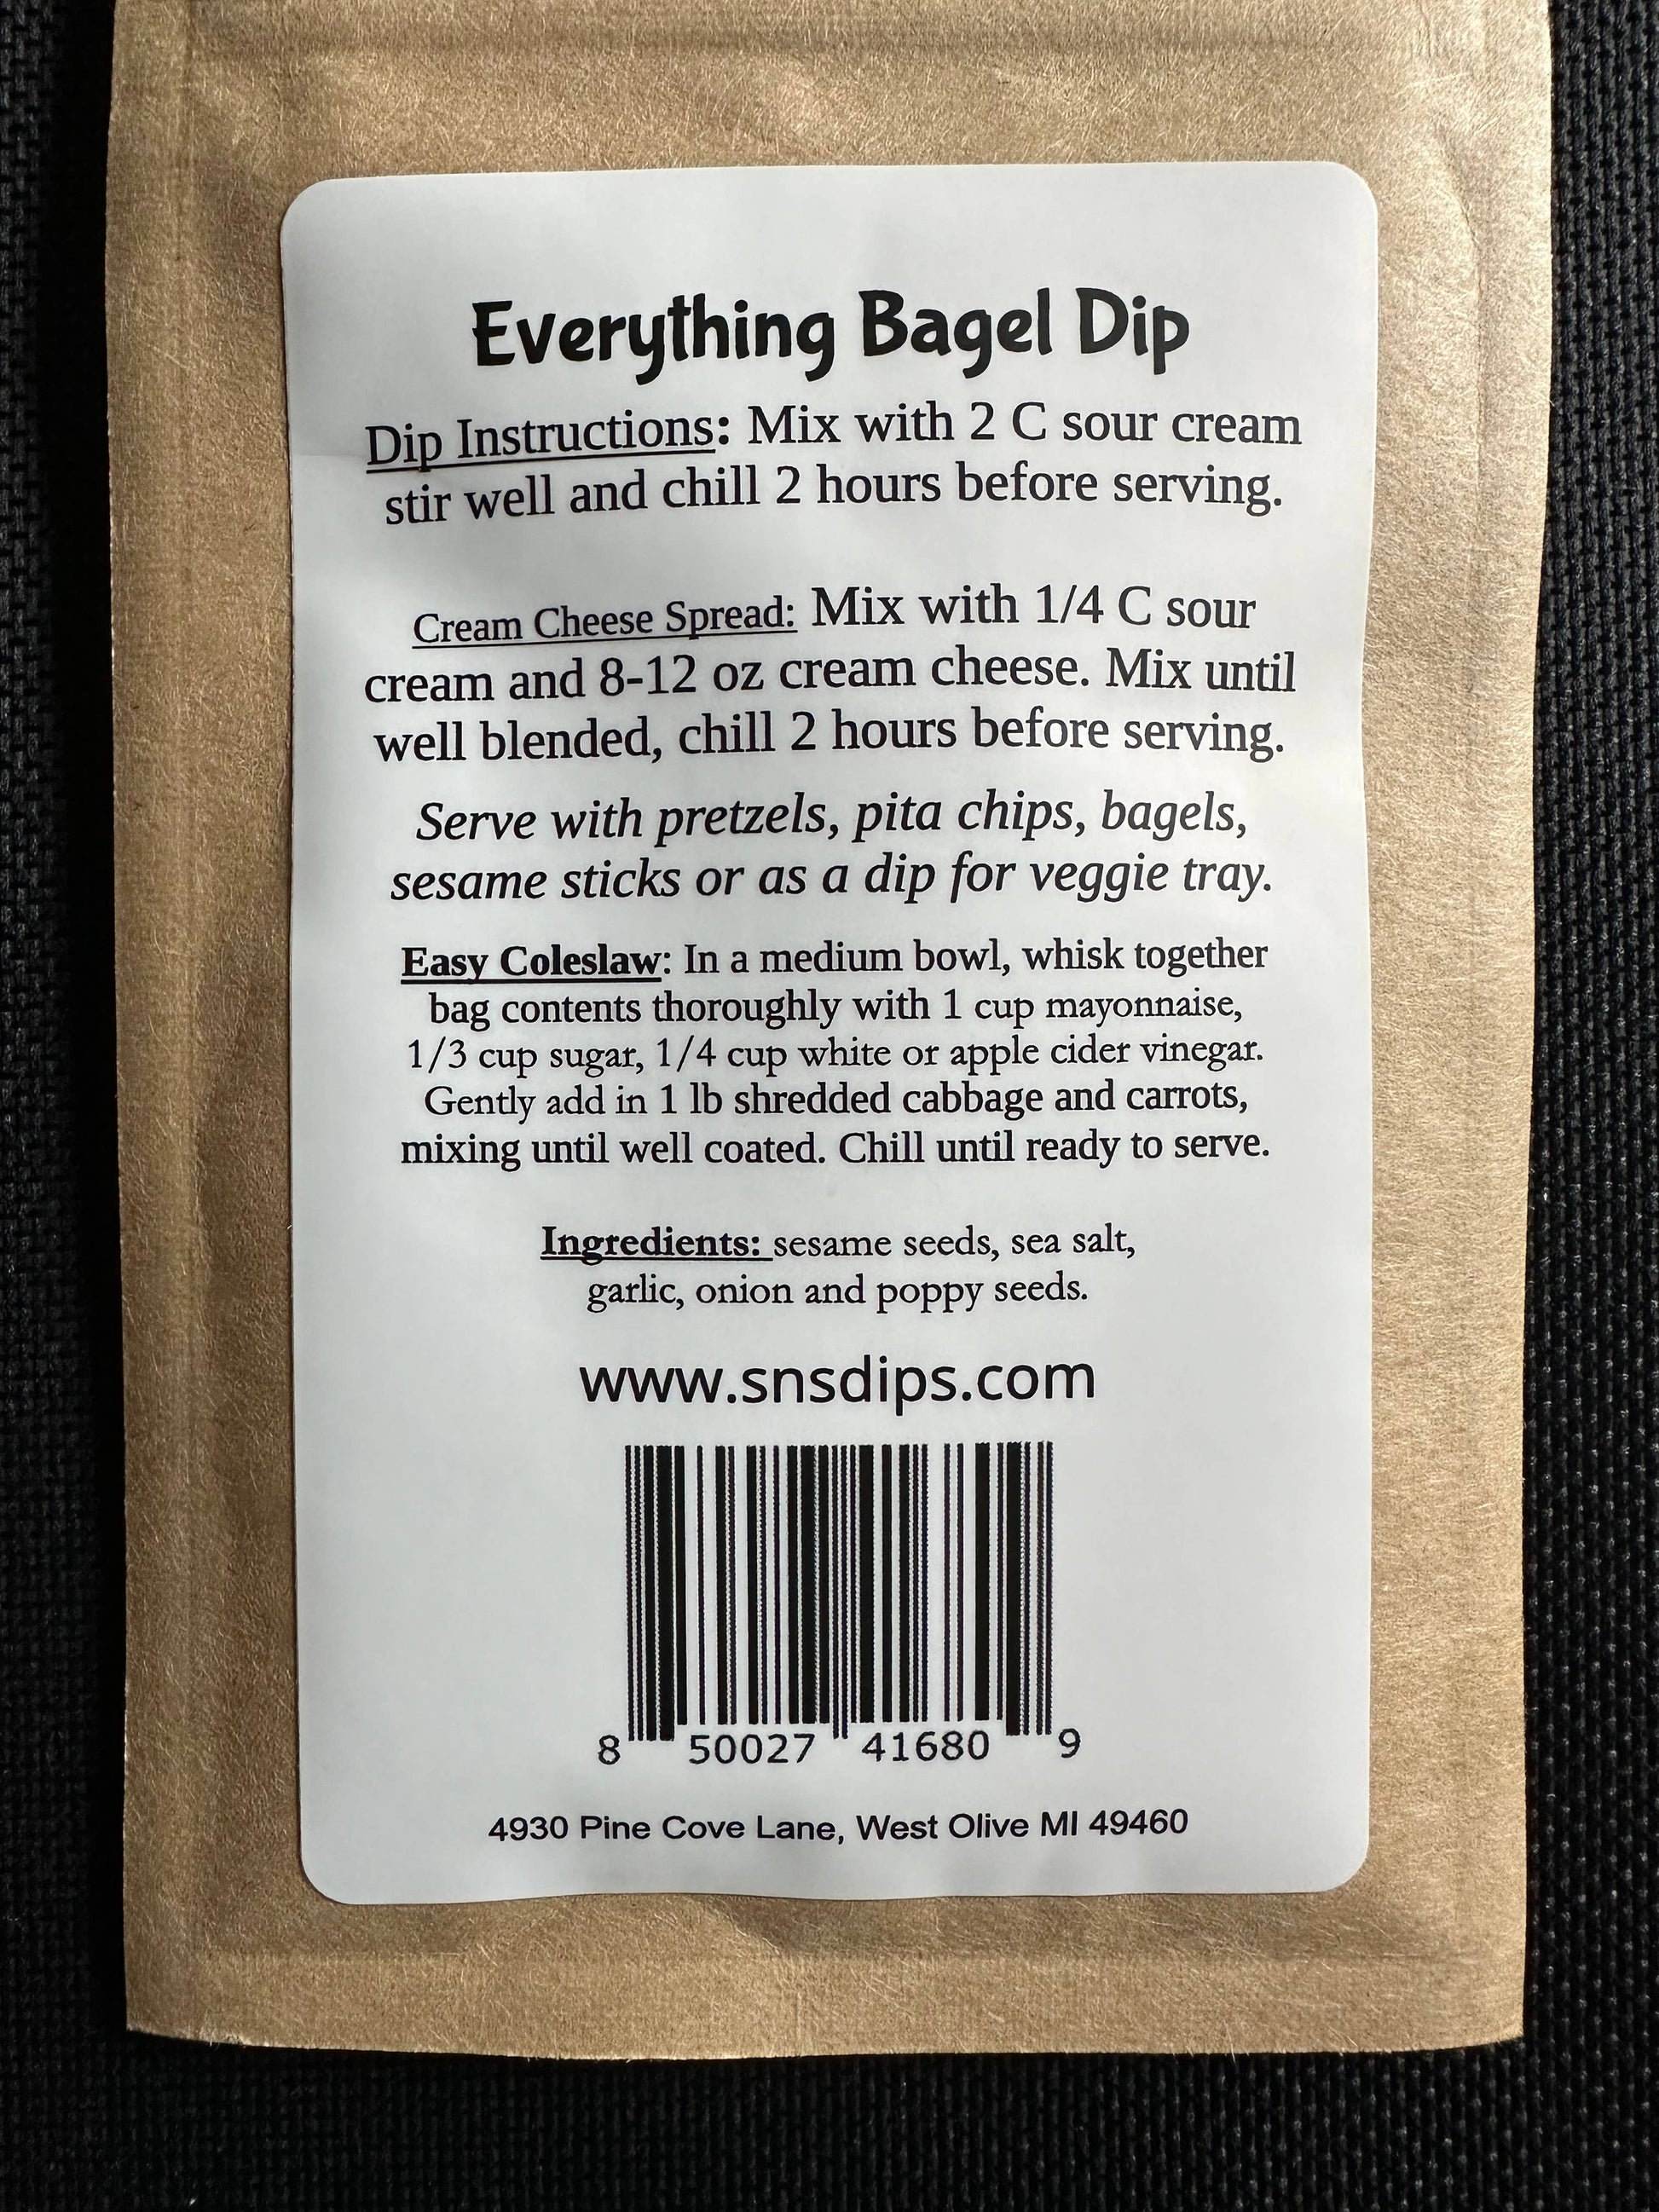 Everything Bagel Dip
Dip Instructions: Mix with 2 C sour cream
stir well and chill 2 hours before serving.
Cream Cheese Spread: Mix with 1/4 C sour
cream and 8-12 oz cream cheese. Mix until
well blended, chill 2 hours before serving.
Serve with pretzels, pita chips, bagels,
sesame sticks or as a dip for veggie tray.
Easy Coleslaw: In a medium bowl, whisk together
bag contents thoroughly with 1 cup mayonnaise,
1/3 cup sugar, 1/4 cup white or apple cider vinegar.
Gently add in 1 lb shredded cabbage and carrots,
mixing until well coated. Chill until ready to serve.
Ingredients: sesame seeds, sea salt,
garlic, onion and poppy seeds.
www.snsdips.com
8 50027 41680 9
4930 Pine Cove Lane, West Olive MI 49460